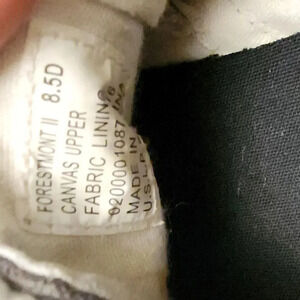 FORESTMONT II 8.5D
CANVAS UPPER
FABRIC LINING
0200001087
MADE IN
U.S.L.P.